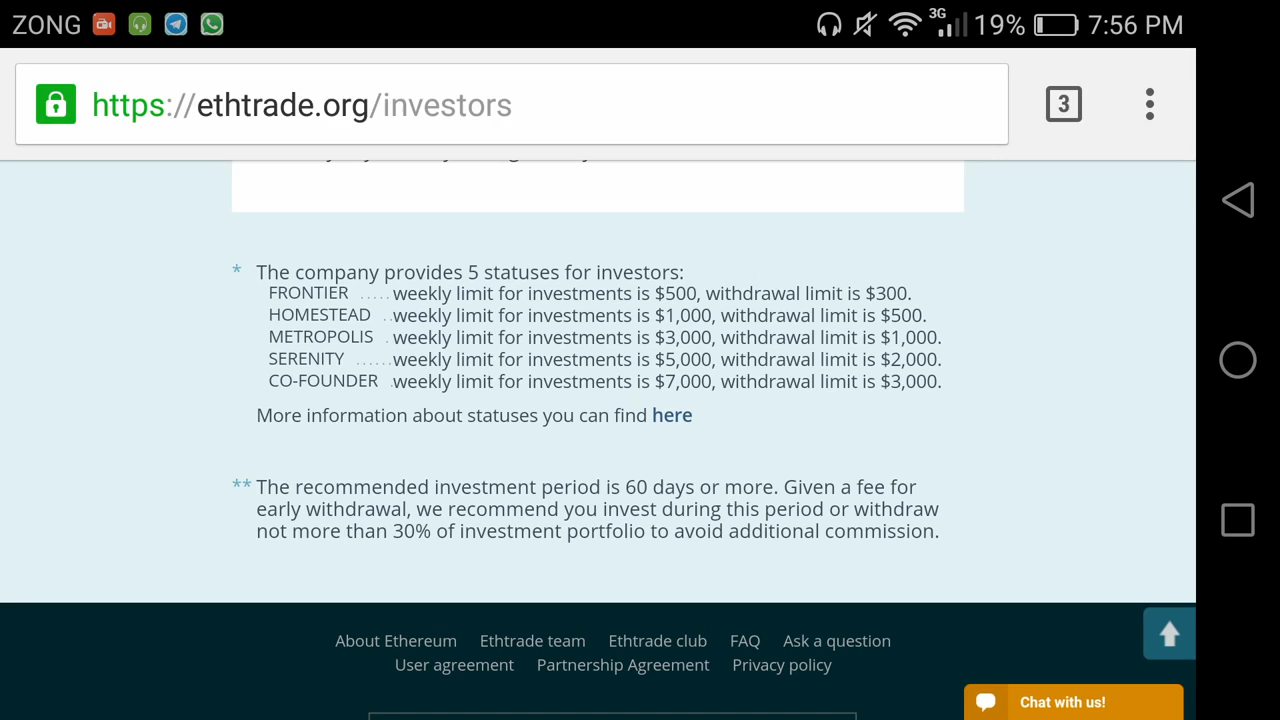 ZONG 3G 19% 7:56 PM
https://ethtrade.org/investors 3
* The company provides 5 statuses for investors:
FRONTIER ..... weekly limit for investments is $500, withdrawal limit is $300.
HOMESTEAD .. weekly limit for investments is $1,000, withdrawal limit is $500.
METROPOLIS . weekly limit for investments is $3,000, withdrawal limit is $1,000.
SERENITY ...... weekly limit for investments is $5,000, withdrawal limit is $2,000.
CO-FOUNDER . weekly limit for investments is $7,000, withdrawal limit is $3,000.
More information about statuses you can find here
** The recommended investment period is 60 days or more. Given a fee for
early withdrawal, we recommend you invest during this period or withdraw
not more than 30% of investment portfolio to avoid additional commission.
About Ethereum Ethtrade team Ethtrade club FAQ Ask a question
User agreement Partnership Agreement Privacy policy
Chat with us!